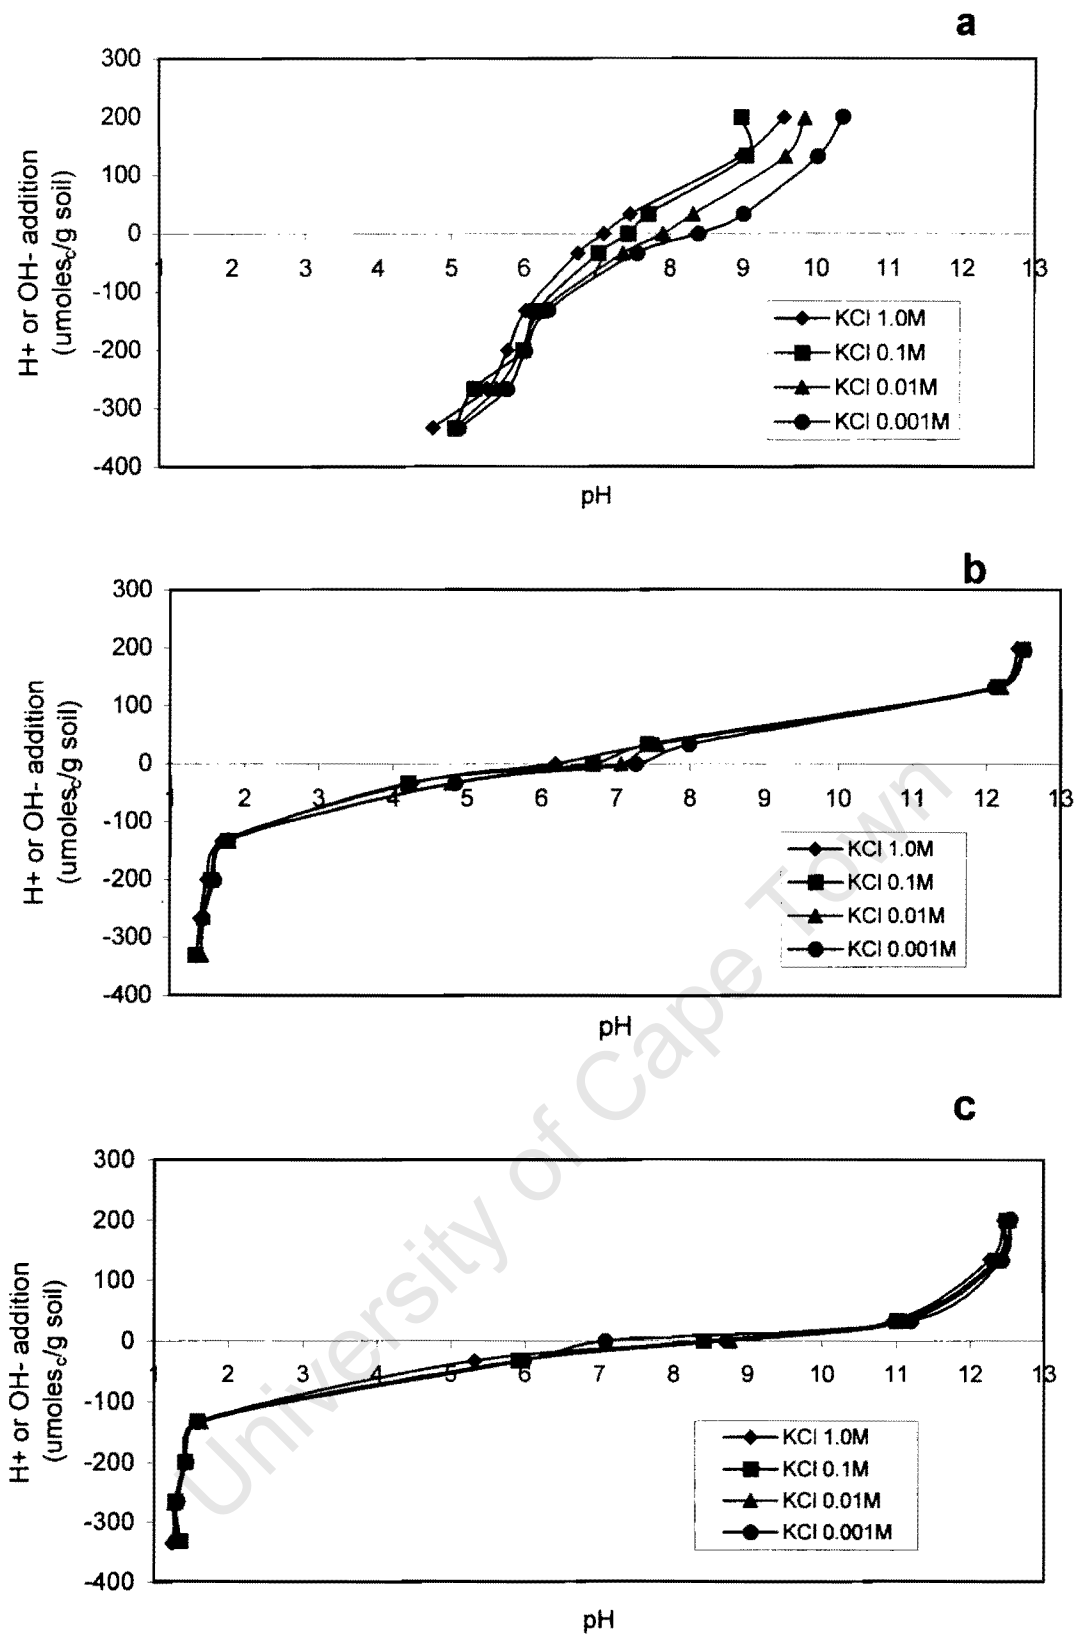 a
300
200
100
0
-100
-200
-300
-400
H+ or OH- addition
(umolesc/g soil)
1 2 3 4 5 6 7 8 9 10 11 12 13
KCl 1.0M
KCl 0.1M
KCl 0.01M
KCl 0.001M
pH
b
300
200
100
0
-100
-200
-300
-400
H+ or OH- addition
(umolesc/g soil)
1 2 3 4 5 6 7 8 9 10 11 12 13
KCl 1.0M
KCl 0.1M
KCl 0.01M
KCl 0.001M
pH
c
300
200
100
0
-100
-200
-300
-400
H+ or OH- addition
(umolesc/g soil)
1 2 3 4 5 6 7 8 9 10 11 12 13
KCl 1.0M
KCl 0.1M
KCl 0.01M
KCl 0.001M
pH
University of Cape Town